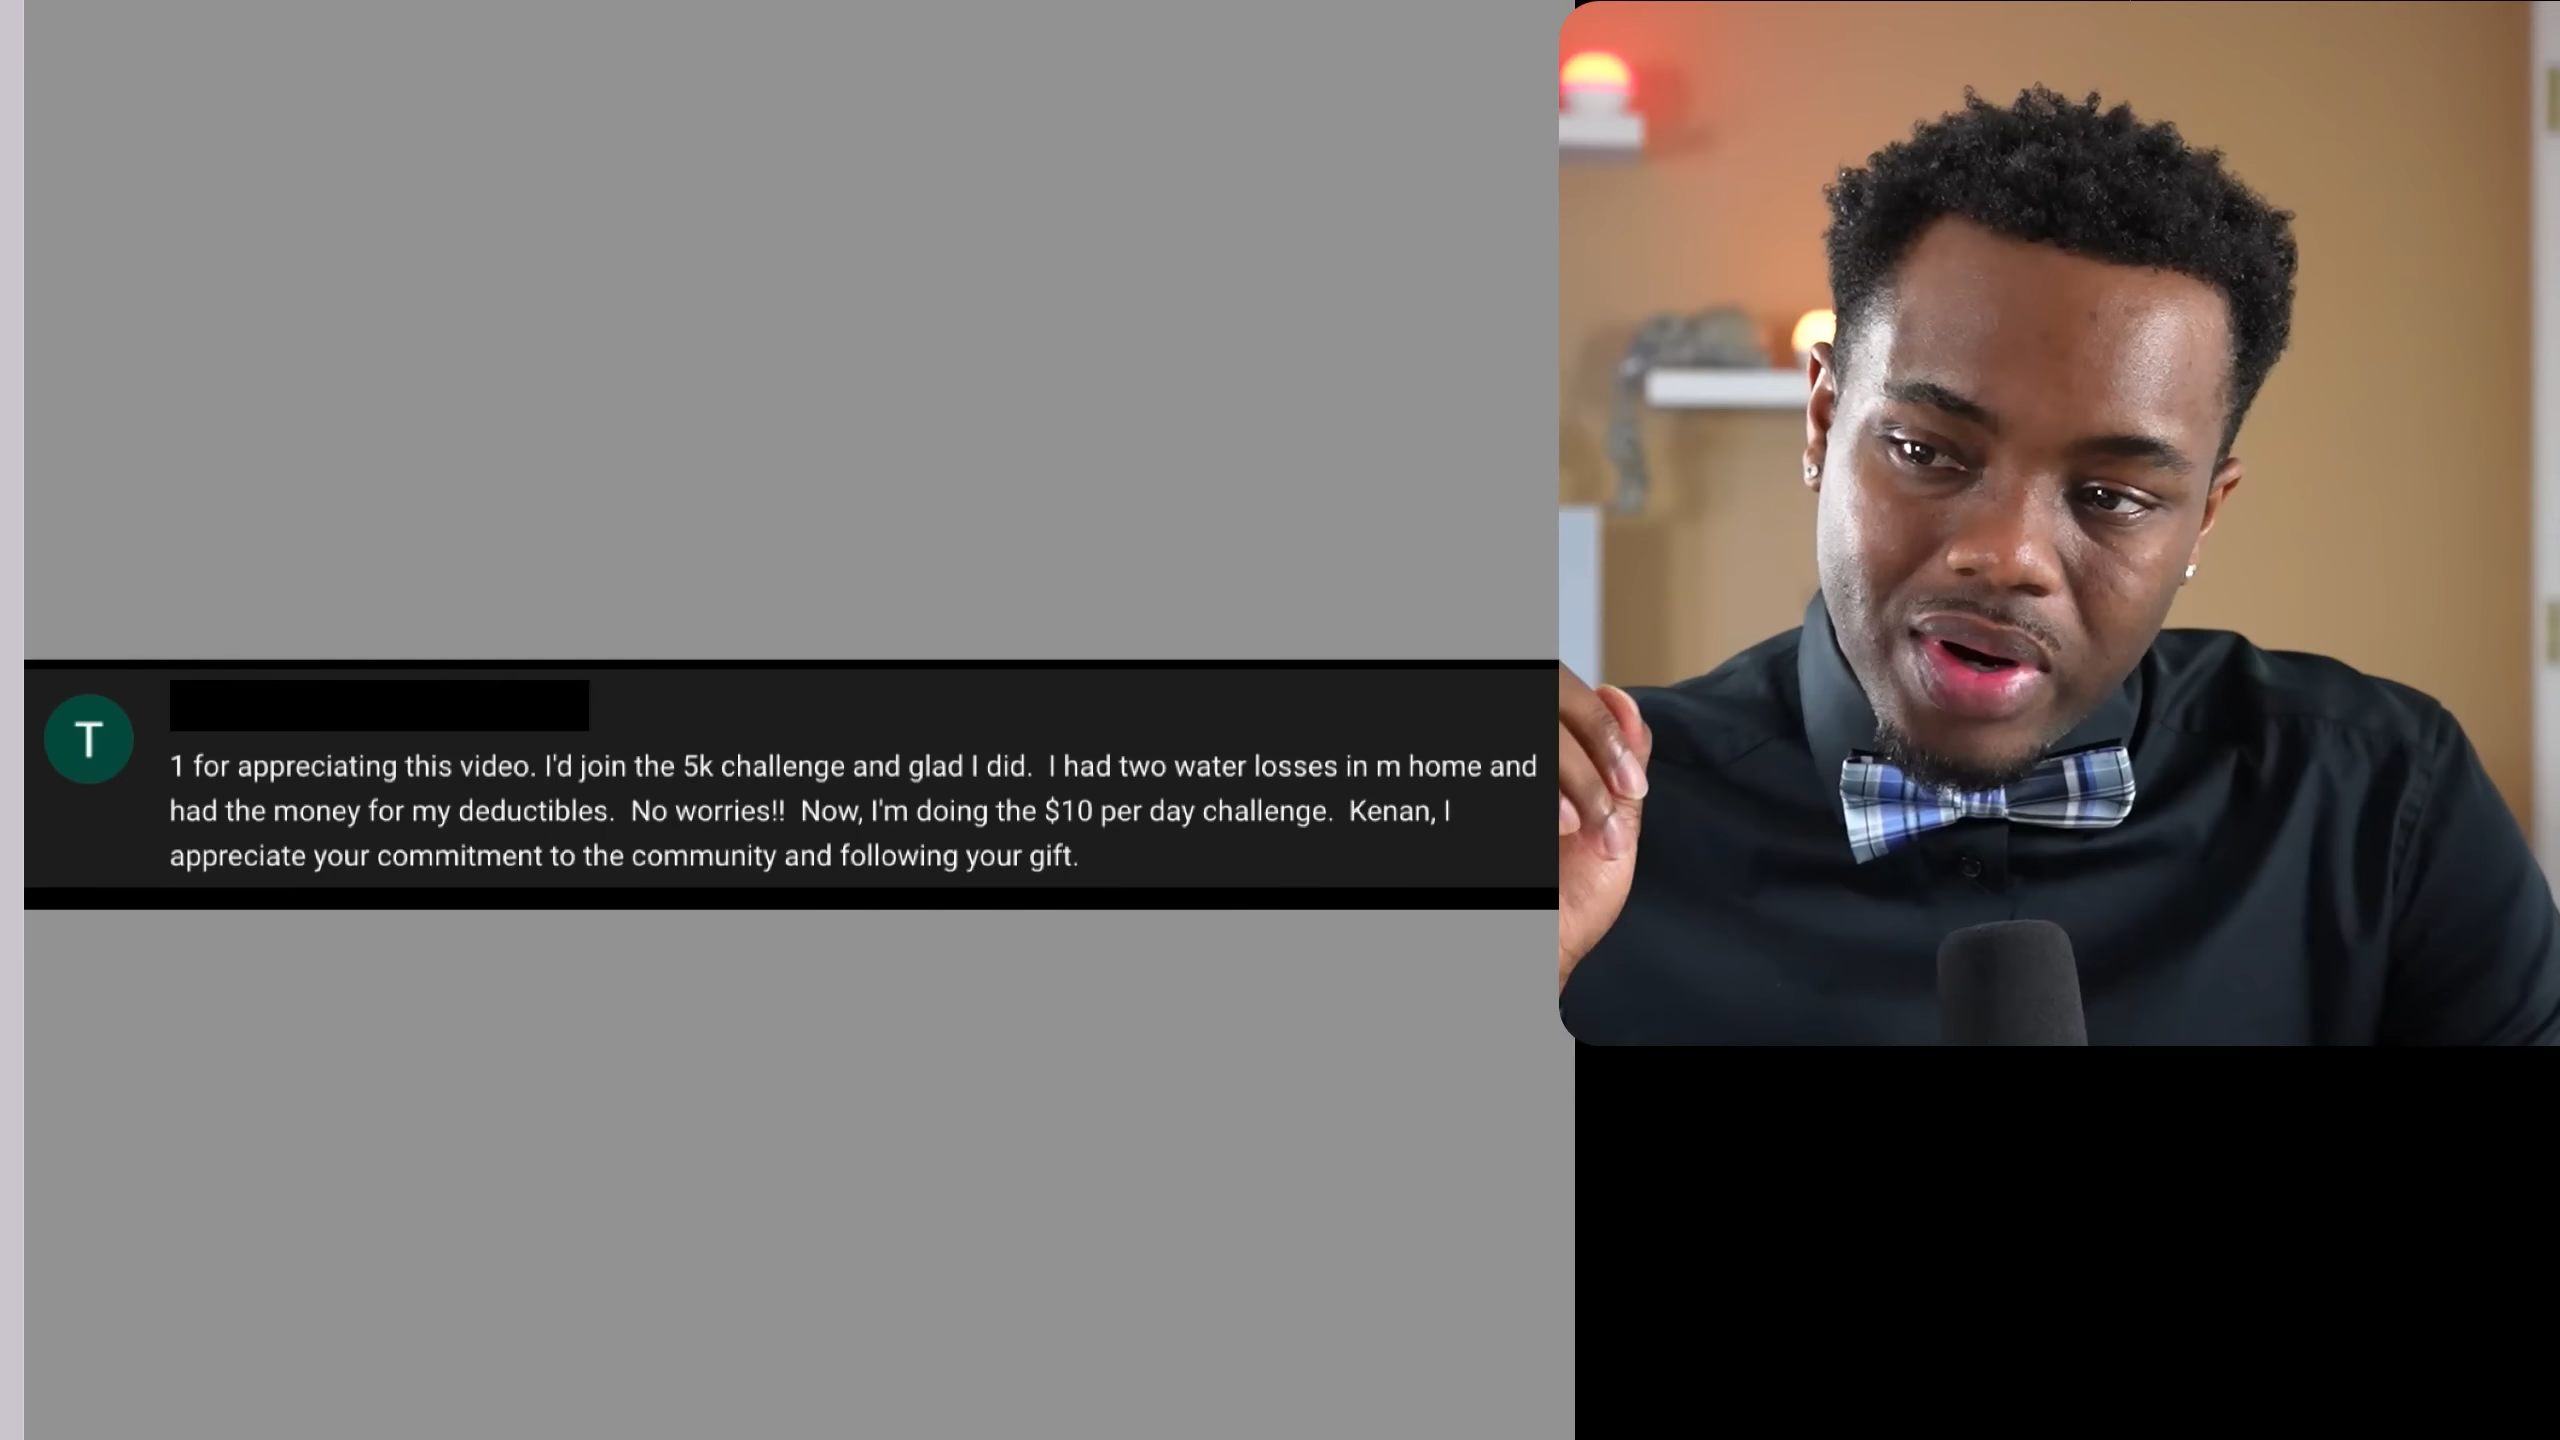 T
1 for appreciating this video. I'd join the 5k challenge and glad I did.  I had two water losses in m home and
had the money for my deductibles.  No worries!!  Now, I'm doing the $10 per day challenge.  Kenan, I
appreciate your commitment to the community and following your gift.